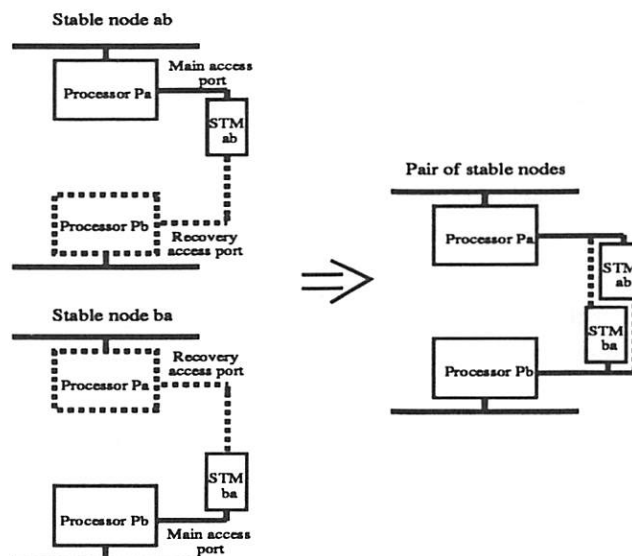 Stable node ab
Main access
port
Processor Pa
STM
ab
Processor Pb
Recovery
access port
Stable node ba
Recovery
access port
Processor Pa
STM
ba
Processor Pb
Main access
port
Pair of stable nodes
Processor Pa
STM
ab
STM
ba
Processor Pb